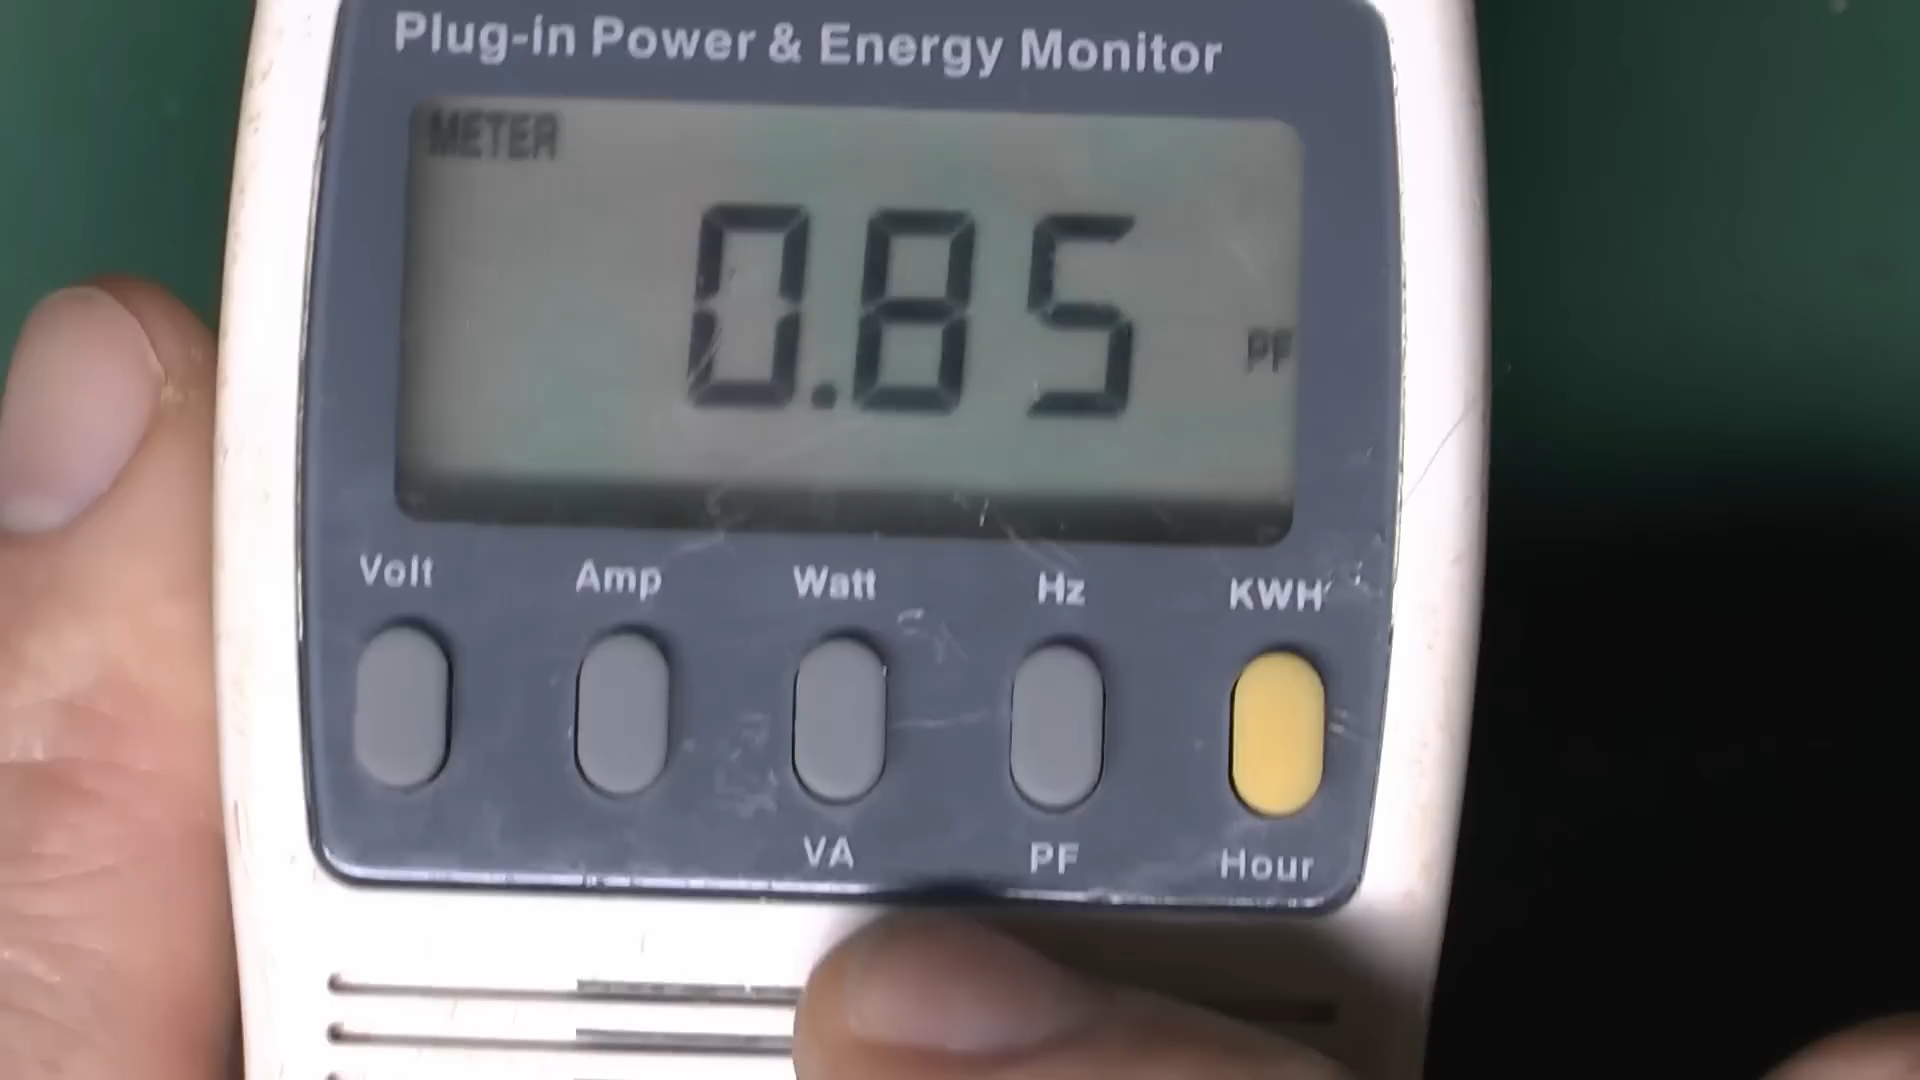 Plug-in Power & Energy Monitor
METER
0.85 PF
Volt Amp Watt Hz KWH
VA PF Hour